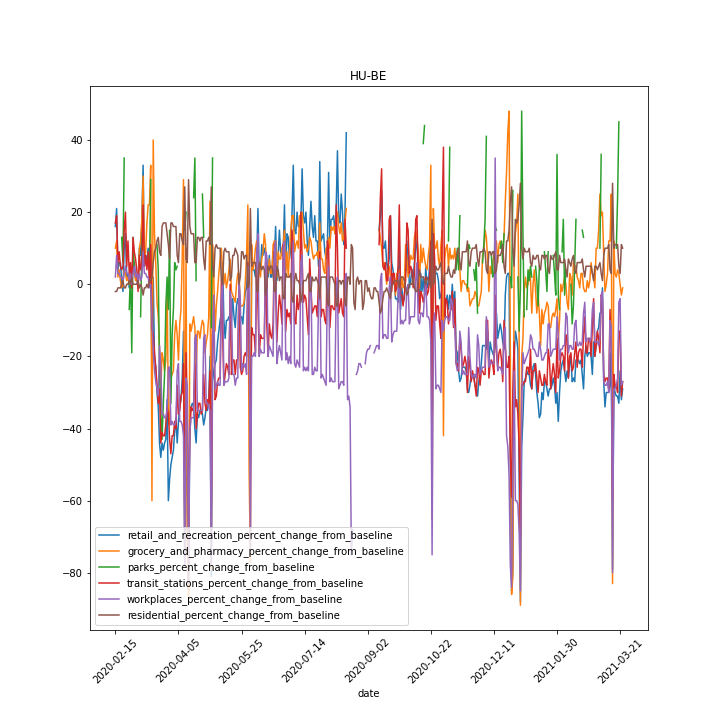 HU-BE
40
20
0
−20
−40
−60
−80
retail_and_recreation_percent_change_from_baseline
grocery_and_pharmacy_percent_change_from_baseline
parks_percent_change_from_baseline
transit_stations_percent_change_from_baseline
workplaces_percent_change_from_baseline
residential_percent_change_from_baseline
2020-02-15
2020-04-05
2020-05-25
2020-07-14
2020-09-02
2020-10-22
2020-12-11
2021-01-30
2021-03-21
date